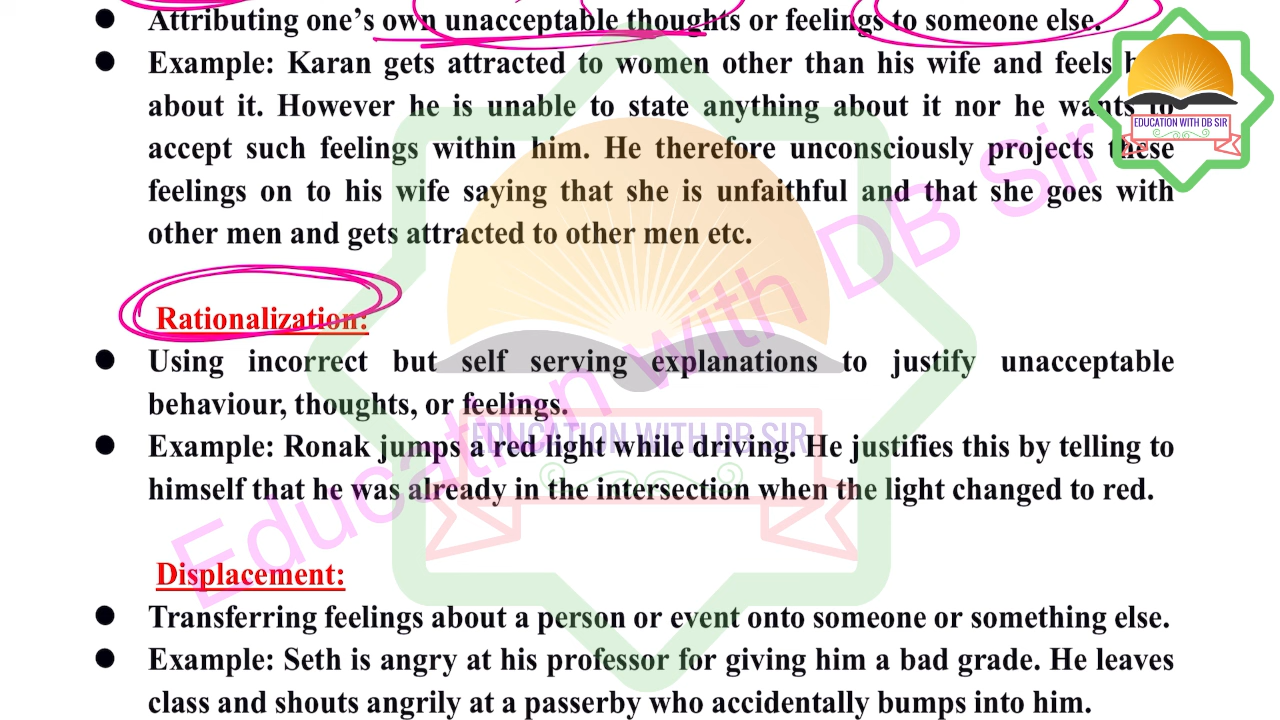 ● Attributing one’s own unacceptable thoughts or feelings to someone else.
● Example: Karan gets attracted to women other than his wife and feels
about it. However he is unable to state anything about it nor he wants to
accept such feelings within him. He therefore unconsciously projects these
feelings on to his wife saying that she is unfaithful and that she goes with
other men and gets attracted to other men etc.
EDUCATION WITH DB SIR
Rationalization:
● Using incorrect but self serving explanations to justify unacceptable
behaviour, thoughts, or feelings.
● Example: Ronak jumps a red light while driving. He justifies this by telling to
himself that he was already in the intersection when the light changed to red.
EDUCATION WITH DB SIR
Education with DB Sir
Displacement:
● Transferring feelings about a person or event onto someone or something else.
● Example: Seth is angry at his professor for giving him a bad grade. He leaves
class and shouts angrily at a passerby who accidentally bumps into him.